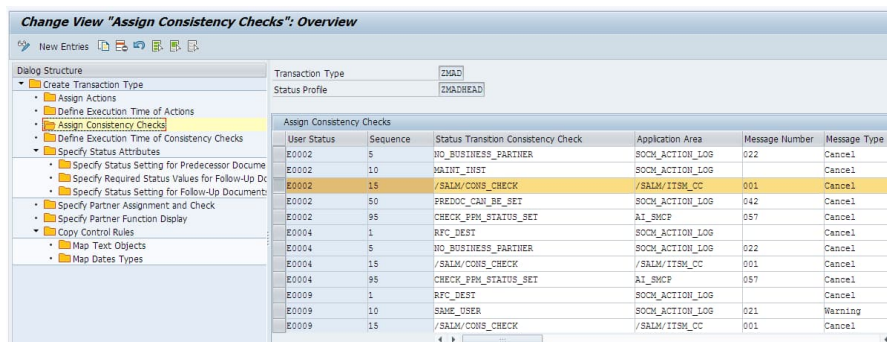 Change View "Assign Consistency Checks": Overview
New Entries
Dialog Structure
Create Transaction Type
Assign Actions
Define Execution Time of Actions
Assign Consistency Checks
Define Execution Time of Consistency Checks
Specify Status Attributes
Specify Status Setting for Predecessor Docume
Specify Required Status Values for Follow-Up Do
Specify Status Setting for Follow-Up Documents
Specify Partner Assignment and Check
Specify Partner Function Display
Copy Control Rules
Map Text Objects
Map Dates Types
Transaction Type ZMAD
Status Profile ZMADHEAD
Assign Consistency Checks
User Status Sequence Status Transition Consistency Check Application Area Message Number Message Type
E0002 5 NO_BUSINESS_PARTNER SOCM_ACTION_LOG 022 Cancel
E0002 10 MAINT_INST SOCM_ACTION_LOG Cancel
E0002 15 /SALM/CONS_CHECK /SALM/ITSM_CC 001 Cancel
E0002 50 PREDOC_CAN_BE_SET SOCM_ACTION_LOG 042 Cancel
E0002 95 CHECK_PPM_STATUS_SET AI_SMCP 057 Cancel
E0004 1 RFC_DEST SOCM_ACTION_LOG Cancel
E0004 5 NO_BUSINESS_PARTNER SOCM_ACTION_LOG 022 Cancel
E0004 15 /SALM/CONS_CHECK /SALM/ITSM_CC 001 Cancel
E0004 95 CHECK_PPM_STATUS_SET AI_SMCP 057 Cancel
E0009 1 RFC_DEST SOCM_ACTION_LOG Cancel
E0009 10 SAME_USER SOCM_ACTION_LOG 021 Warning
E0009 15 /SALM/CONS_CHECK /SALM/ITSM_CC 001 Cancel